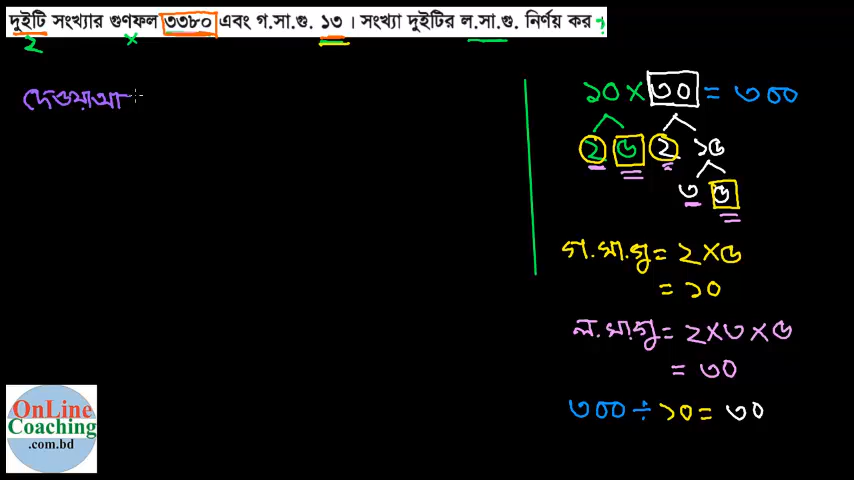 দুইটি সংখ্যার গুণফল ৩৩৮০ এবং গ.সা.গু. ১৩ । সংখ্যা দুইটির ল.সা.গু. নির্ণয় কর ।
২ ×
দেওয়াআ
১০ × ৩০ = ৩০০
২ ৫ ২ ১৫
৩ ৫
গ.সা.গু = ২×৫
= ১০
ল.সা.গু = ২×৩×৫
= ৩০
৩০০ ÷ ১০ = ৩০
OnLine
Coaching
.com.bd